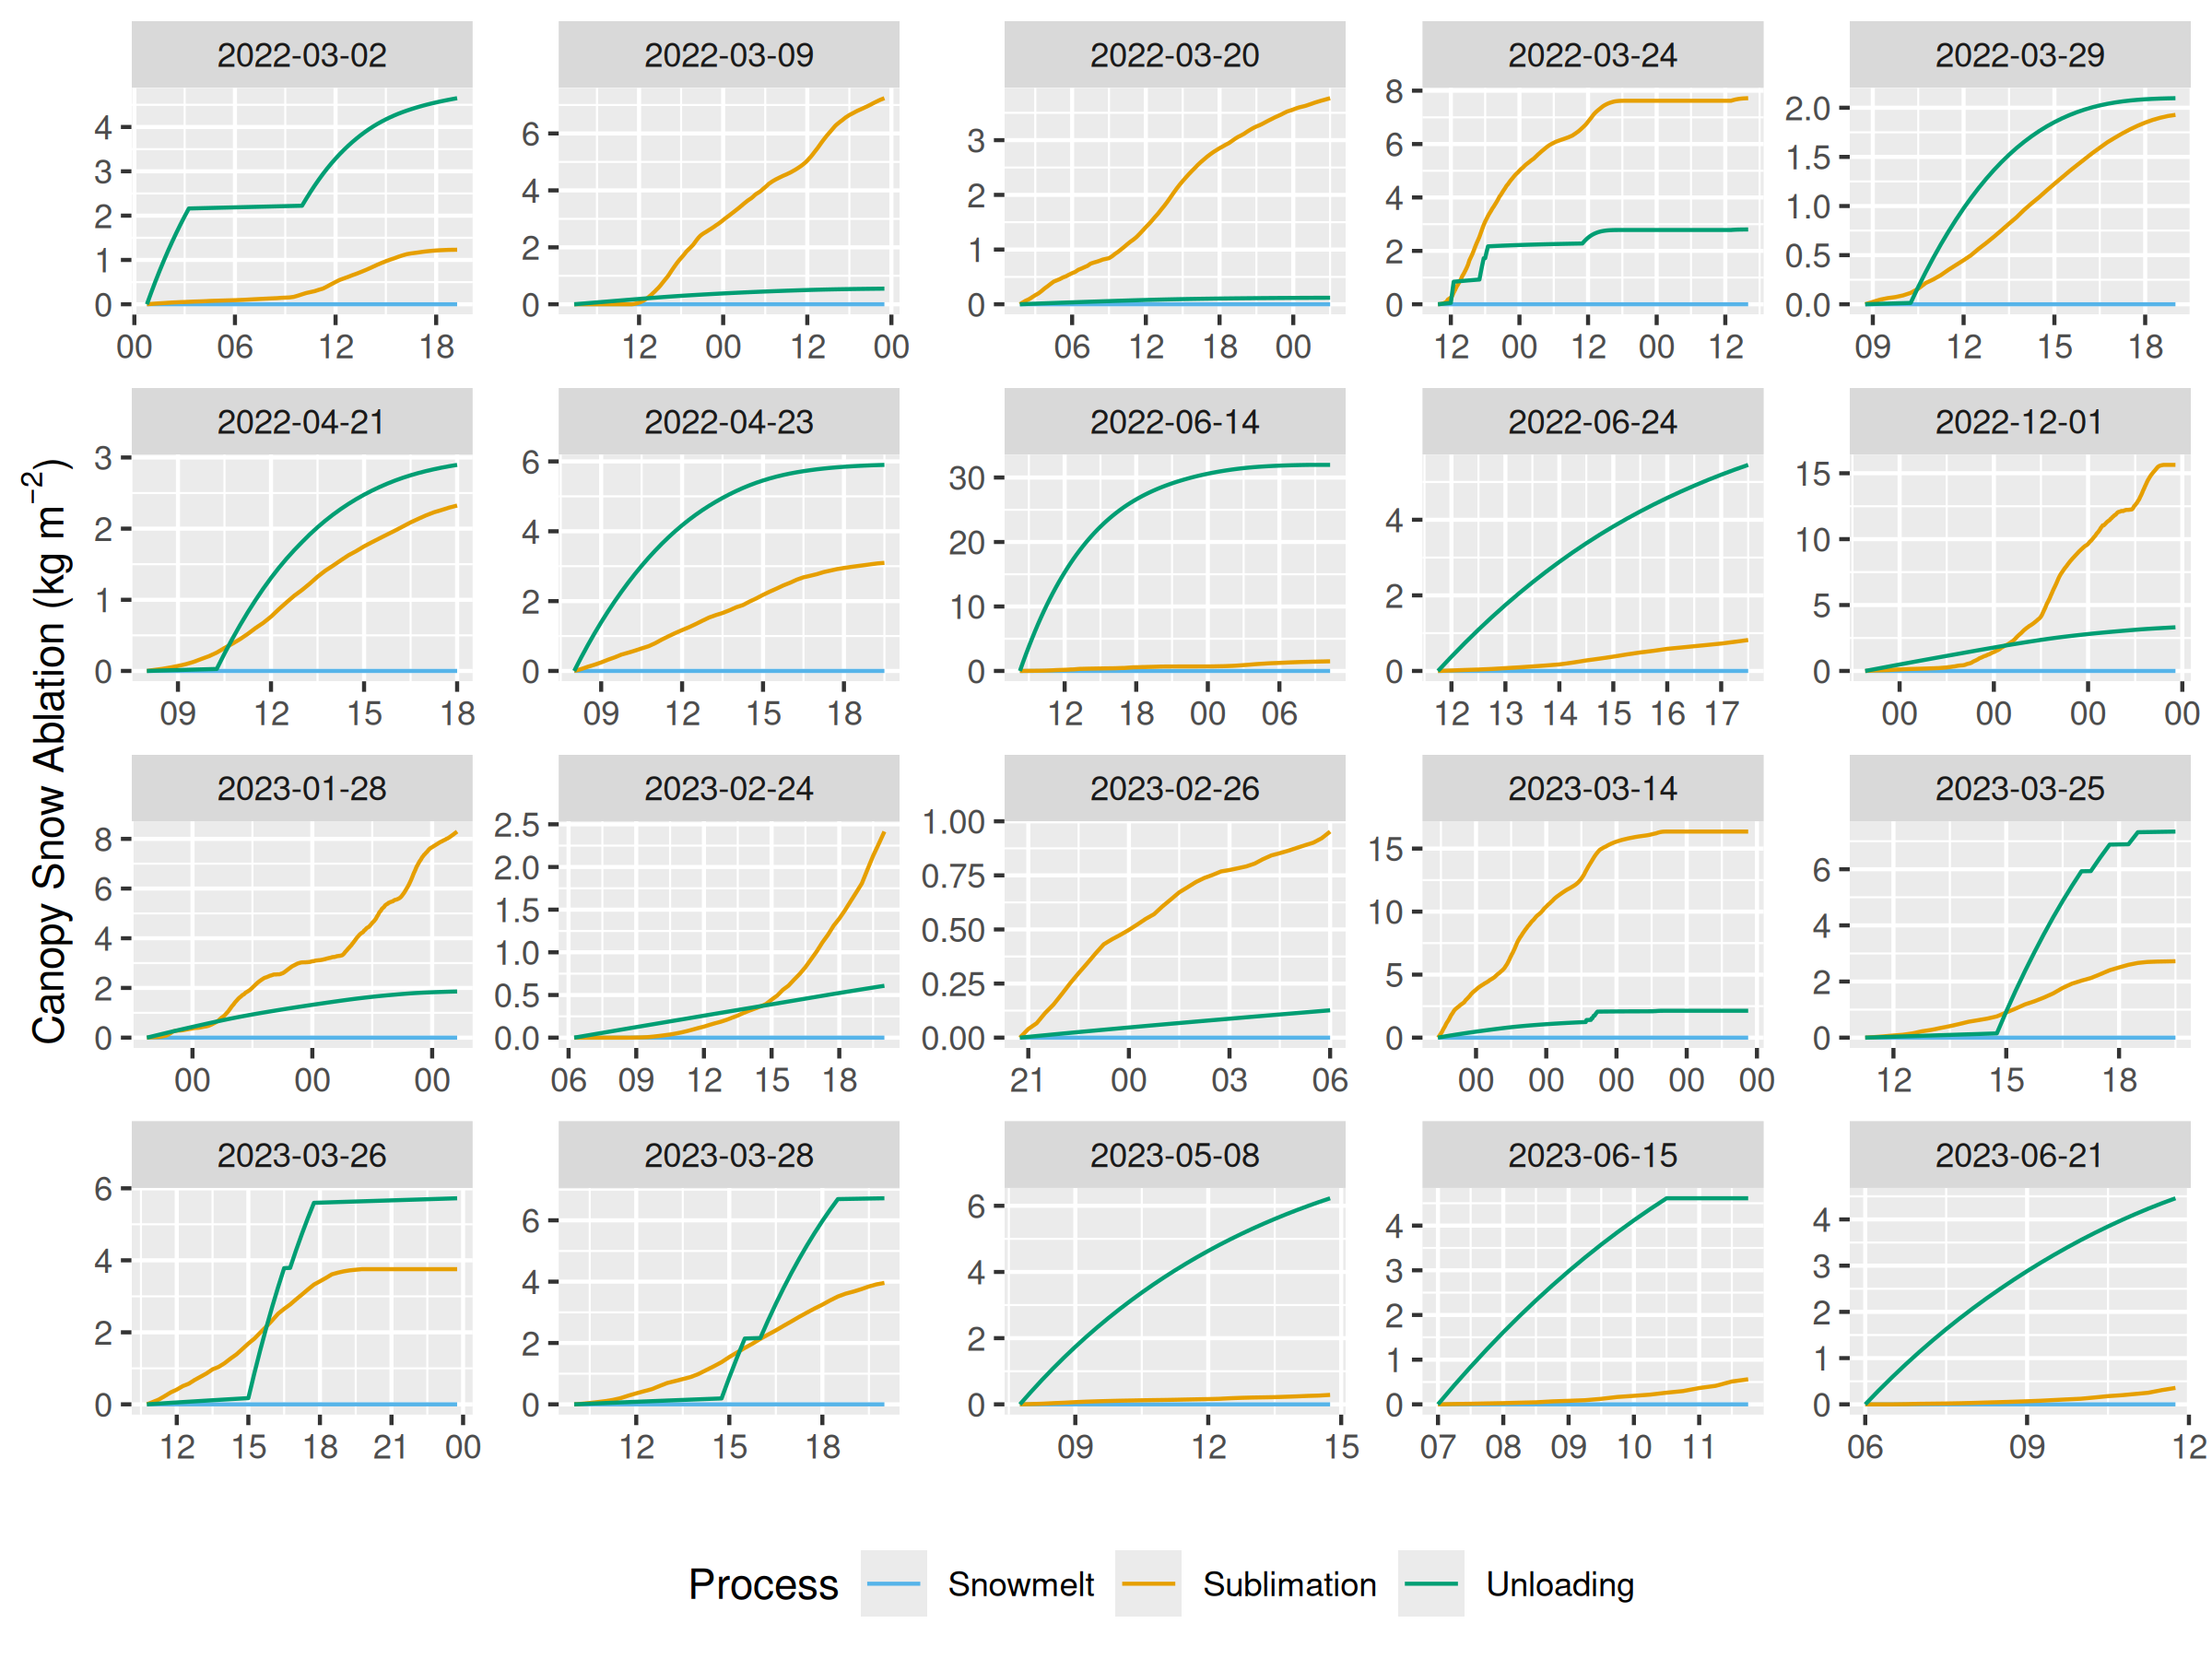 2022-03-02 2022-03-09 2022-03-20 2022-03-24 2022-03-29
0 1 2 3 4
00 06 12 18
0 2 4 6
12 00 12 00
0 1 2 3
06 12 18 00
0 2 4 6 8
12 00 12 00 12
0.0 0.5 1.0 1.5 2.0
09 12 15 18
2022-04-21 2022-04-23 2022-06-14 2022-06-24 2022-12-01
0 1 2 3
09 12 15 18
0 2 4 6
09 12 15 18
0 10 20 30
12 18 00 06
0 2 4
12 13 14 15 16 17
0 5 10 15
00 00 00 00
Canopy Snow Ablation (kg m⁻²)
2023-01-28 2023-02-24 2023-02-26 2023-03-14 2023-03-25
0 2 4 6 8
00 00 00
0.0 0.5 1.0 1.5 2.0 2.5
06 09 12 15 18
0.00 0.25 0.50 0.75 1.00
21 00 03 06
0 5 10 15
00 00 00 00 00
0 2 4 6
12 15 18
2023-03-26 2023-03-28 2023-05-08 2023-06-15 2023-06-21
0 2 4 6
12 15 18 21 00
0 2 4 6
12 15 18
0 2 4 6
09 12 15
0 1 2 3 4
07 08 09 10 11
0 1 2 3 4
06 09 12
Process Snowmelt Sublimation Unloading